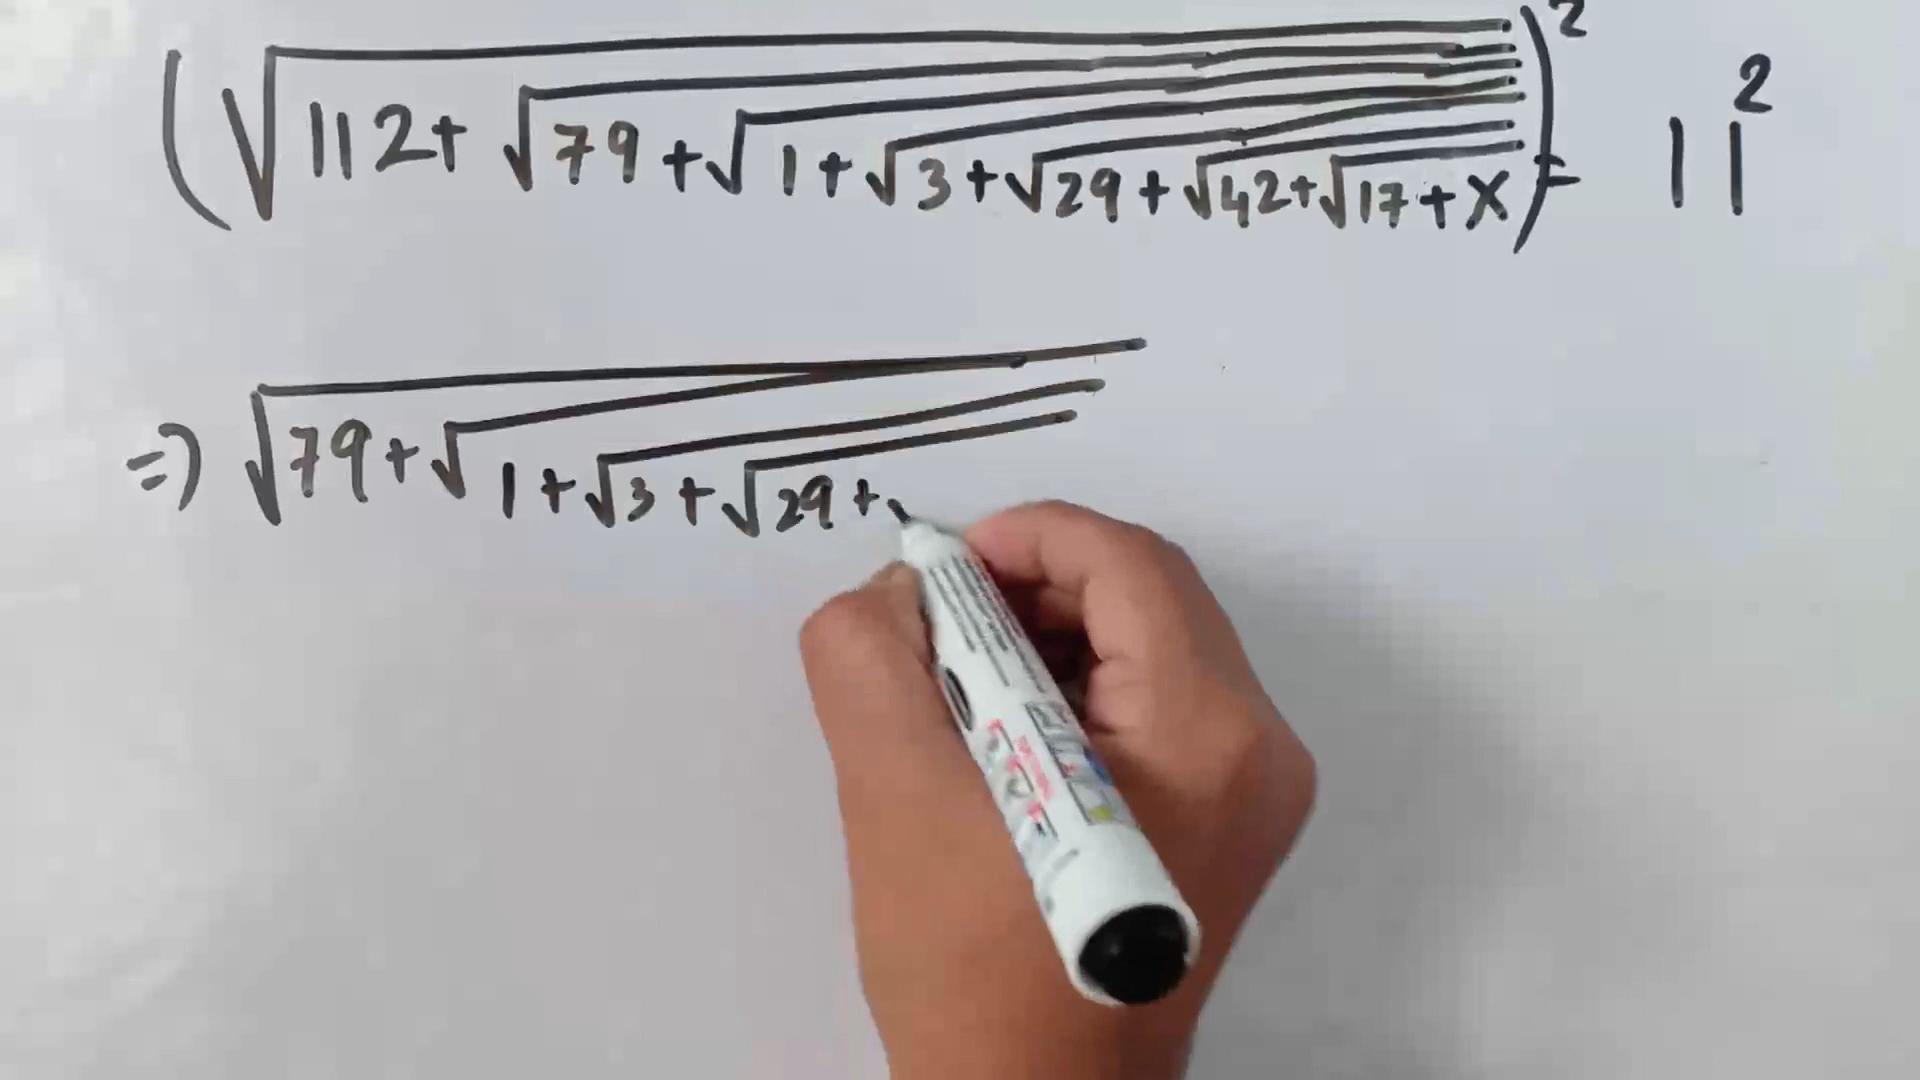 (√112+√79+√1+√3+√29+√42+√17+x)² = 11²
=> √79+√1+√3+√29+